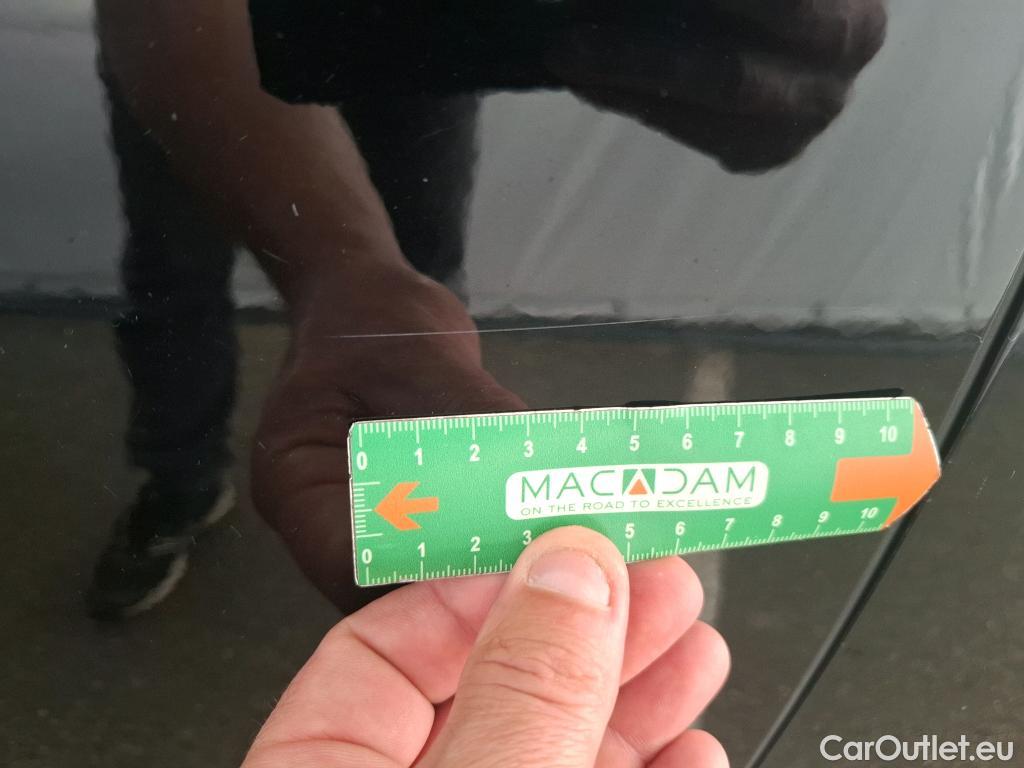 0 1 2 3 4 5 6 7 8 9 10
MACADAM
ON THE ROAD TO EXCELLENCE
0 1 2 3 5 6 7 8 9 10
CarOutlet.eu